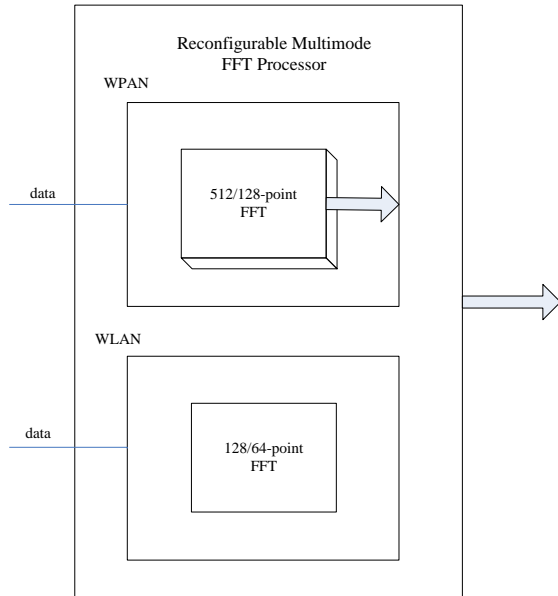 Reconfigurable Multimode
FFT Processor
WPAN
data
512/128-point
FFT
WLAN
data
128/64-point
FFT